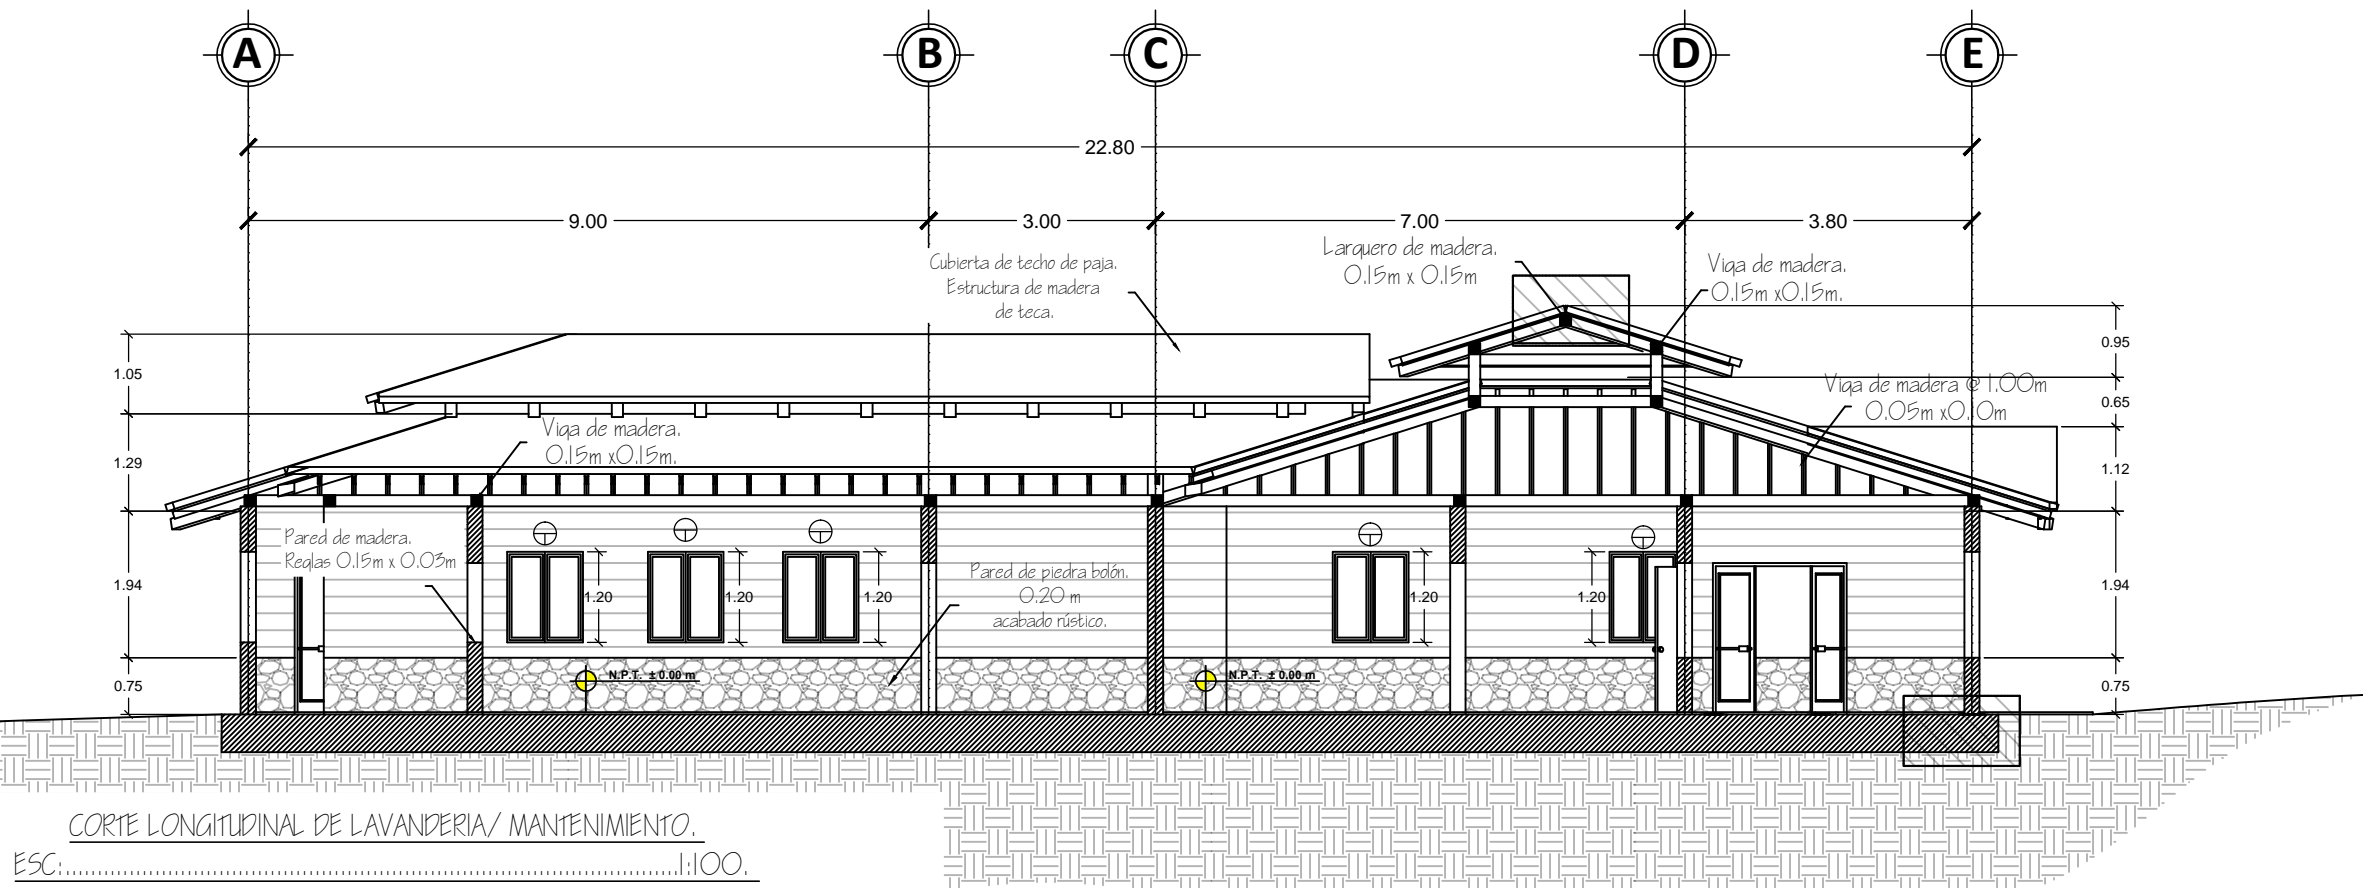 A
B
C
D
E
22.80
9.00
3.00
7.00
3.80
Cubierta de techo de paja.
Estructura de madera
de teca.
Larguero de madera.
0.15m x 0.15m
Viga de madera.
0.15m x0.15m.
Viga de madera @ 1.00m
0.05m x0.10m
Viga de madera.
0.15m x0.15m.
Pared de madera.
Reglas 0.15m x 0.03m
Pared de piedra bolón.
0.20 m
acabado rústico.
1.05
1.29
1.94
0.75
0.95
0.65
1.12
1.94
0.75
1.20
1.20
1.20
1.20
1.20
N.P.T. ± 0.00 m
N.P.T. ± 0.00 m
CORTE LONGITUDINAL DE LAVANDERIA/ MANTENIMIENTO.
ESC:........................................................1:100.